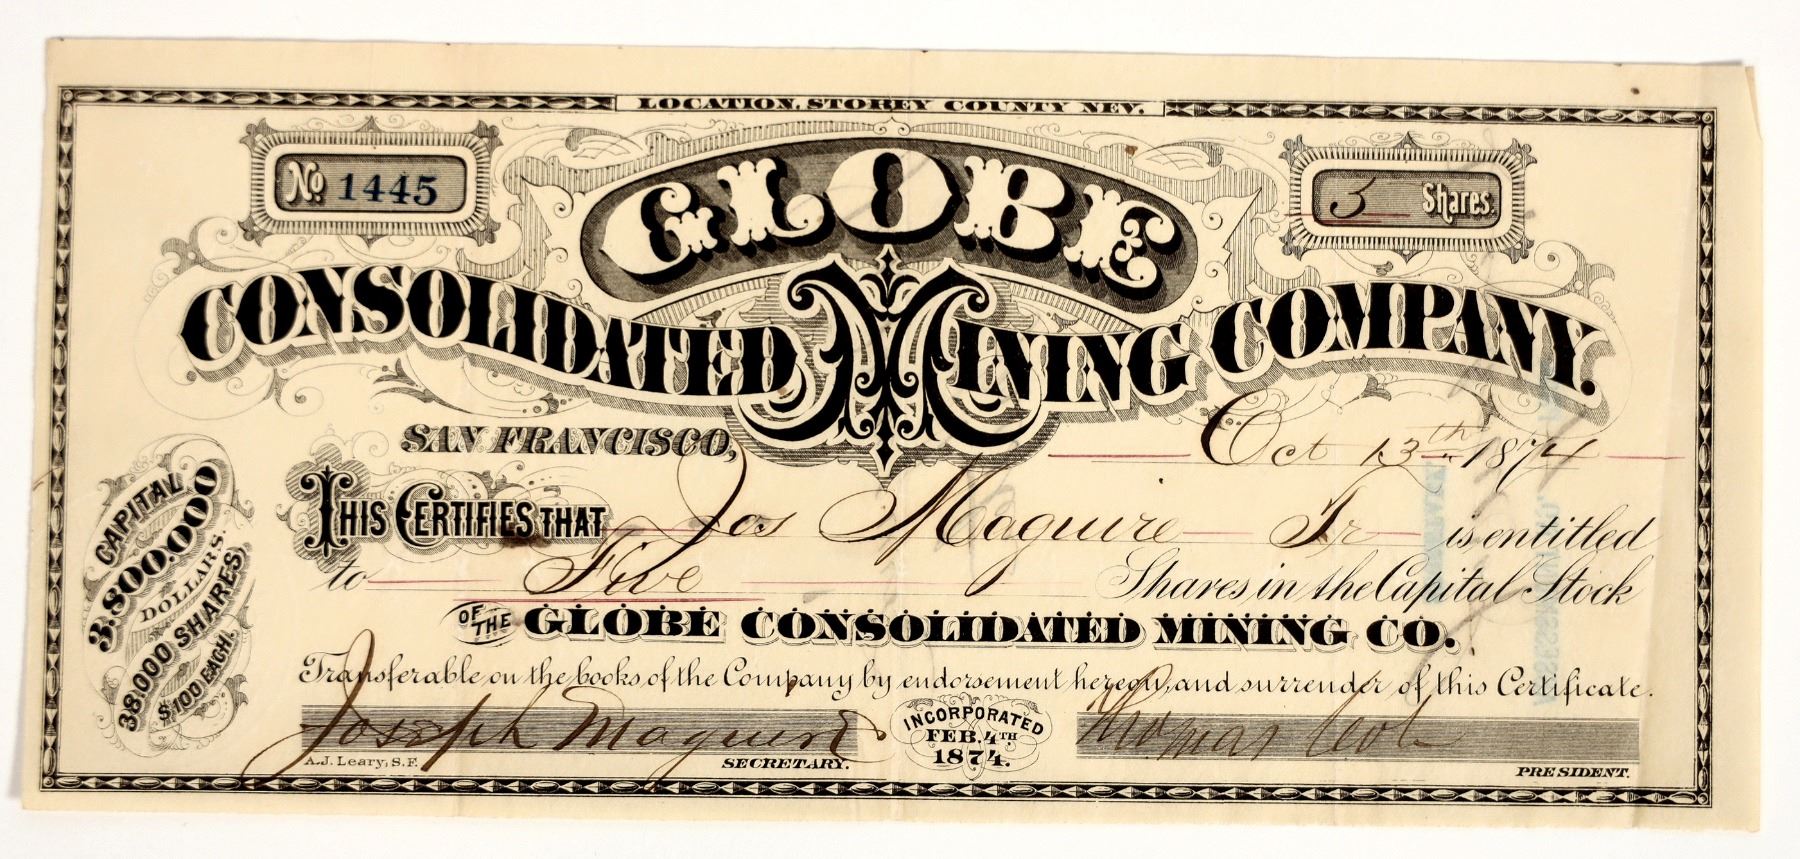 LOCATION, STOREY COUNTY NEV.
No. 1445
5 Shares.
GLOBE
CONSOLIDATED MINING COMPANY.
SAN FRANCISCO, Oct 13th 1874
THIS CERTIFIES THAT Jos Maguire Tr is entitled
to Five Shares in the Capital Stock
OF THE GLOBE CONSOLIDATED MINING CO.
Transferable on the books of the Company by endorsement hereon, and surrender of this Certificate.
CAPITAL
3.800.000
DOLLARS.
38000 SHARES
$100 EACH.
Joseph Maguire
SECRETARY.
A.J. Leary, S.F.
INCORPORATED
FEB. 4TH
1874.
Thomas
PRESIDENT.